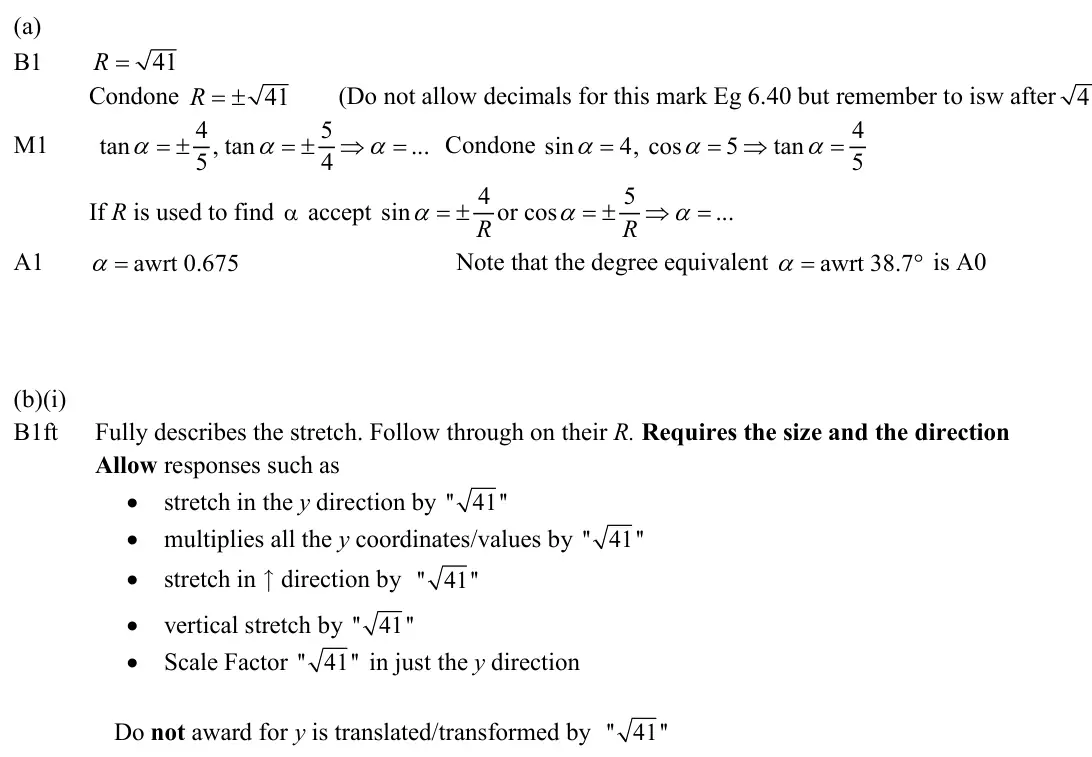 (a)
B1 R = √41
Condone R = ±√41 (Do not allow decimals for this mark Eg 6.40 but remember to isw after √4
M1 tan α = ± 4/5 , tan α = ± 5/4 ⇒ α = ... Condone sin α = 4, cos α = 5 ⇒ tan α = 4/5
If R is used to find α accept sin α = ± 4/R or cos α = ± 5/R ⇒ α = ...
A1 α = awrt 0.675 Note that the degree equivalent α = awrt 38.7° is A0
(b)(i)
B1ft Fully describes the stretch. Follow through on their R. Requires the size and the direction
Allow responses such as
• stretch in the y direction by "√41"
• multiplies all the y coordinates/values by "√41"
• stretch in ↑ direction by "√41"
• vertical stretch by "√41"
• Scale Factor "√41" in just the y direction
Do not award for y is translated/transformed by "√41"